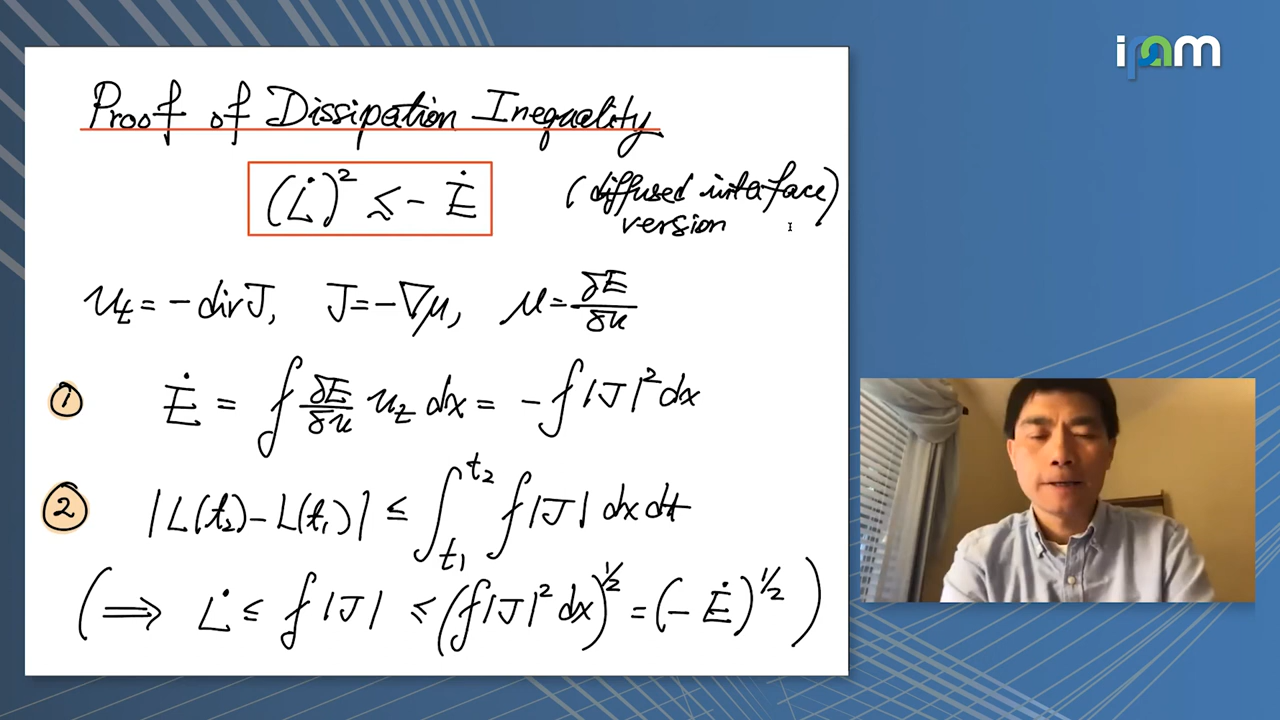 ipam
Proof of Dissipation Inequality
(L̇)² ≲ - Ė
(diffused interface)
version
u_t = -div J, J = -∇μ, μ = δE/δu
① Ė = ⨍ δE/δu u_t dx = -⨍ |J|² dx
② |L(t₂) - L(t₁)| ≤ ∫_{t₁}^{t₂} ⨍ |J| dx dt
(⟹ L̇ ≤ ⨍ |J| ≤ (⨍ |J|² dx)^{1/2} = (- Ė)^{1/2})